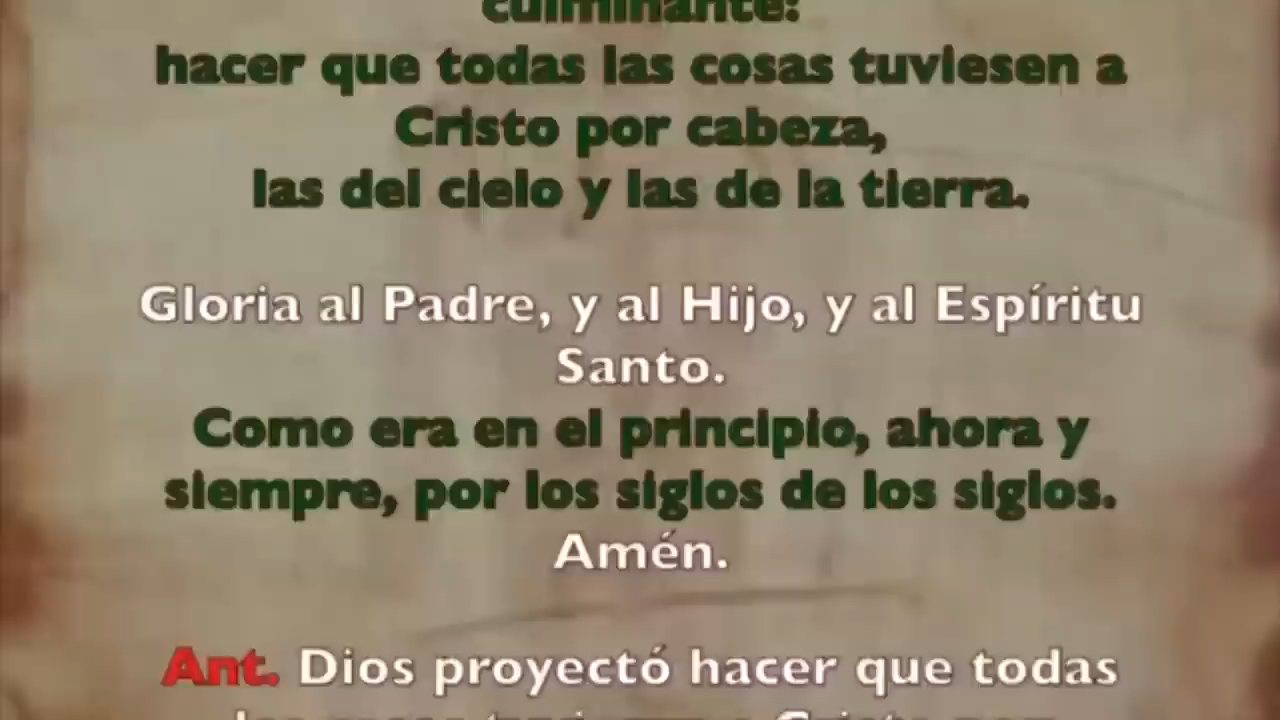 culminante:
hacer que todas las cosas tuviesen a
Cristo por cabeza,
las del cielo y las de la tierra.
Gloria al Padre, y al Hijo, y al Espíritu
Santo.
Como era en el principio, ahora y
siempre, por los siglos de los siglos.
Amén.
Ant. Dios proyectó hacer que todas